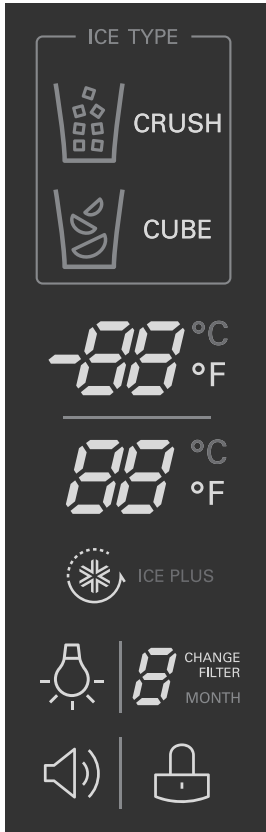 ICE TYPE
CRUSH
CUBE
-88 °C
°F
88 °C
°F
ICE PLUS
8 CHANGE
FILTER
MONTH